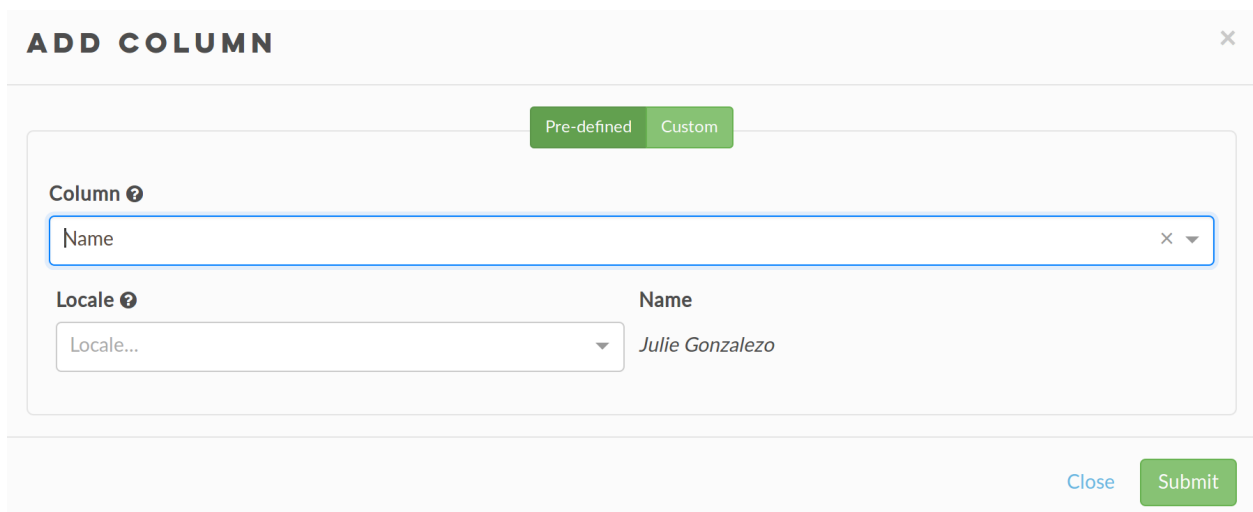 ADD COLUMN ×
Pre-defined Custom
Column ?
Name ×
Locale ? Name
Locale... Julie Gonzalezo
Close Submit